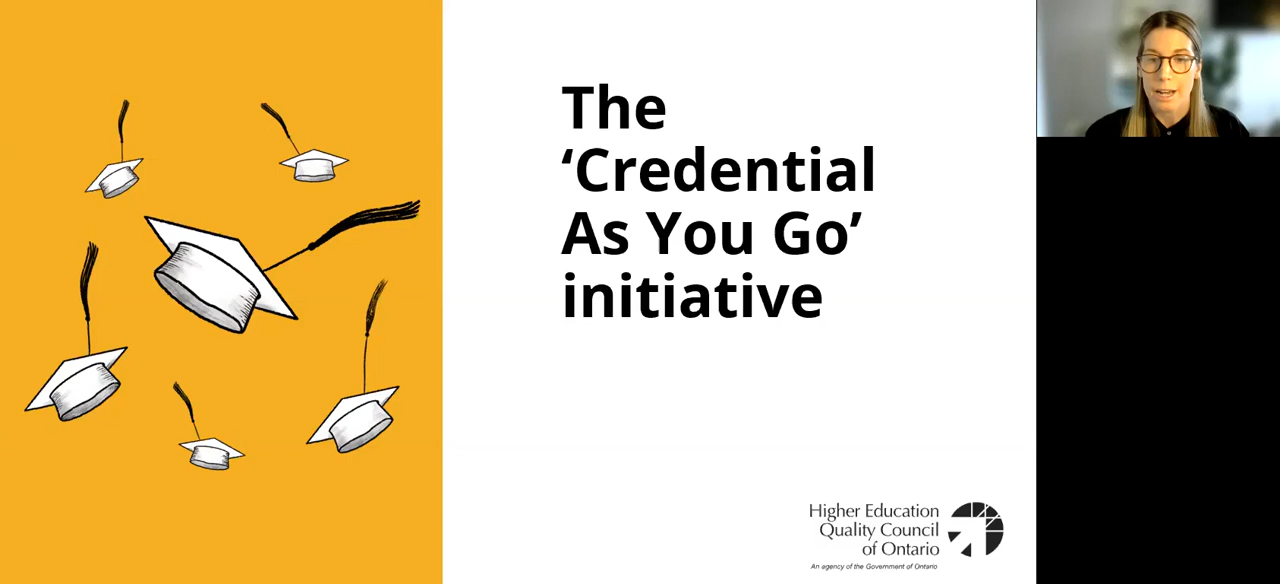 The
‘Credential
As You Go’
initiative
Higher Education
Quality Council
of Ontario
An agency of the Government of Ontario